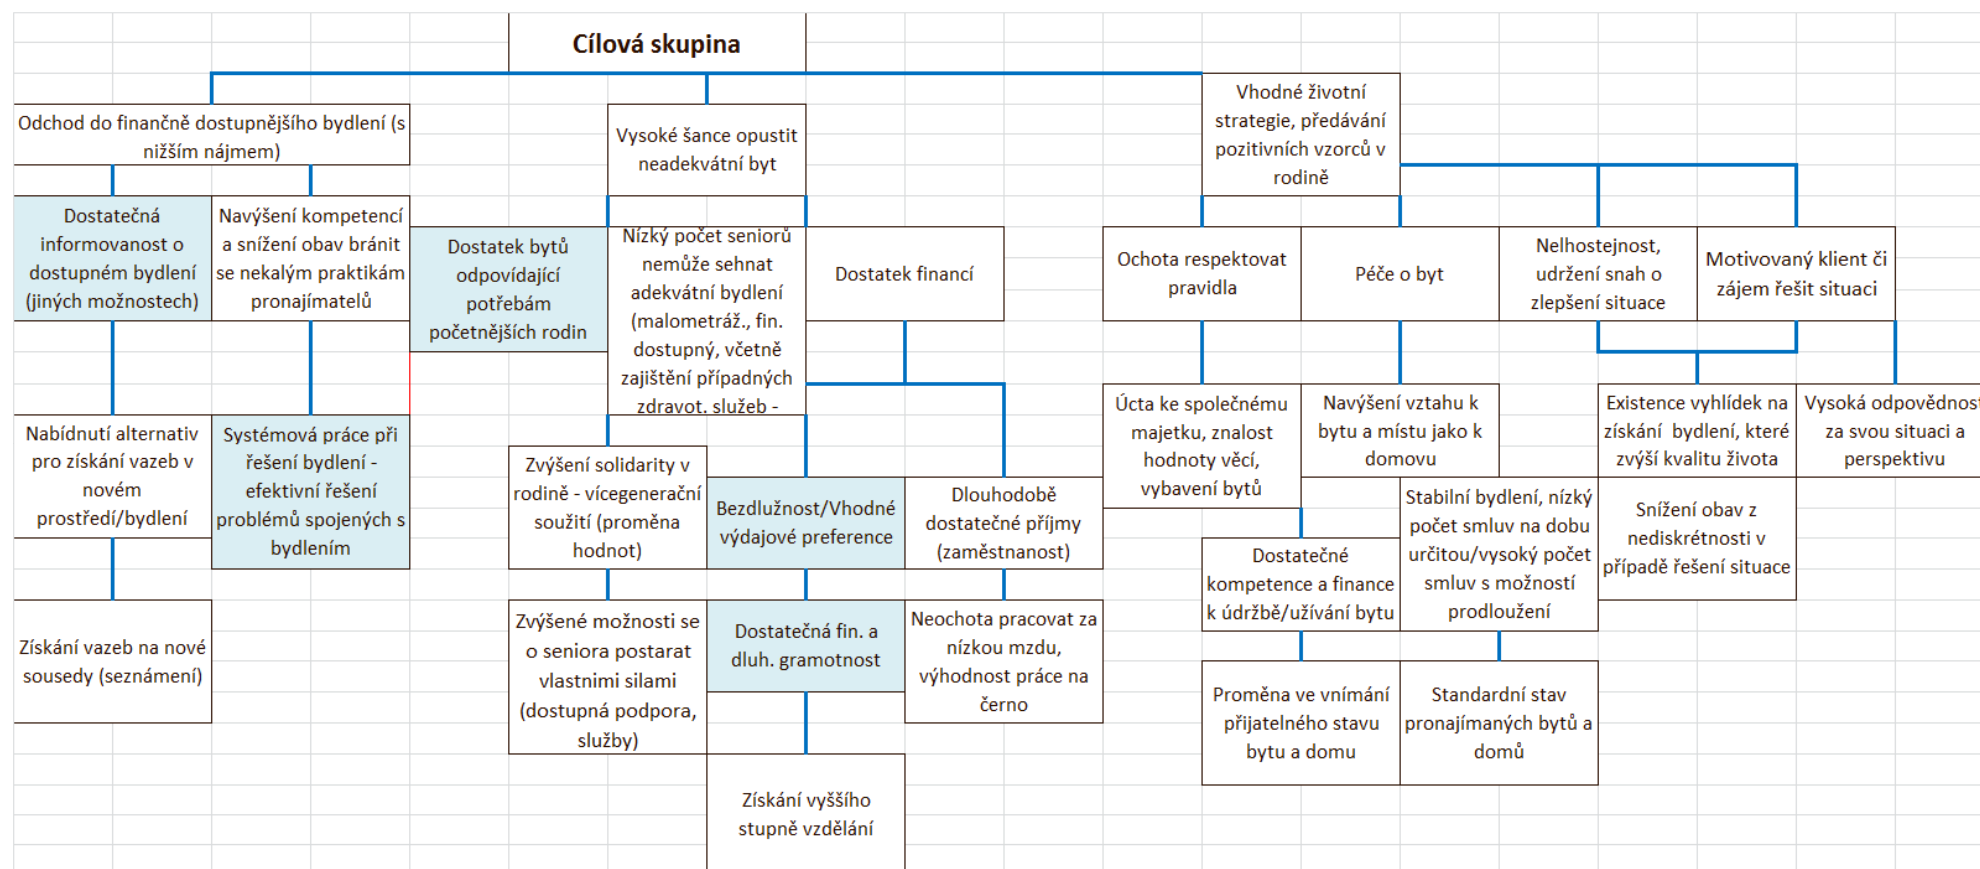 Cílová skupina
Odchod do finančně dostupnějšího bydlení (s
nižším nájmem)
Vysoké šance opustit
neadekvátní byt
Vhodné životní
strategie, předávání
pozitivních vzorců v
rodině
Dostatečná
informovanost o
dostupném bydlení
(jiných možnostech)
Navýšení kompetencí
a snížení obav bránit
se nekalým praktikám
pronajímatelů
Dostatek bytů
odpovídající
potřebám
početnějších rodin
Nízký počet seniorů
nemůže sehnat
adekvátní bydlení
(malometráž., fin.
dostupný, včetně
zajištění případných
zdravot. služeb -
Dostatek financí
Ochota respektovat
pravidla
Péče o byt
Nelhostejnost,
udržení snah o
zlepšení situace
Motivovaný klient či
zájem řešit situaci
Nabídnutí alternativ
pro získání vazeb v
novém
prostředí/bydlení
Systémová práce při
řešení bydlení -
efektivní řešení
problémů spojených s
bydlením
Zvýšení solidarity v
rodině - vícegenerační
soužití (proměna
hodnot)
Bezdlužnost/Vhodné
výdajové preference
Dlouhodobě
dostatečné příjmy
(zaměstnanost)
Úcta ke společnému
majetku, znalost
hodnoty věcí,
vybavení bytů
Navýšení vztahu k
bytu a místu jako k
domovu
Existence vyhlídek na
získání bydlení, které
zvýší kvalitu života
Vysoká odpovědnost
za svou situaci a
perspektivu
Dostatečné
kompetence a finance
k údržbě/užívání bytu
Stabilní bydlení, nízký
počet smluv na dobu
určitou/vysoký počet
smluv s možností
prodloužení
Snížení obav z
nediskrétnosti v
případě řešení situace
Získání vazeb na nové
sousedy (seznámení)
Zvýšené možnosti se
o seniora postarat
vlastnimi silami
(dostupná podpora,
služby)
Dostatečná fin. a
dluh. gramotnost
Neochota pracovat za
nízkou mzdu,
výhodnost práce na
černo
Proměna ve vnímání
přijatelného stavu
bytu a domu
Standardní stav
pronajímaných bytů a
domů
Získání vyššího
stupně vzdělání